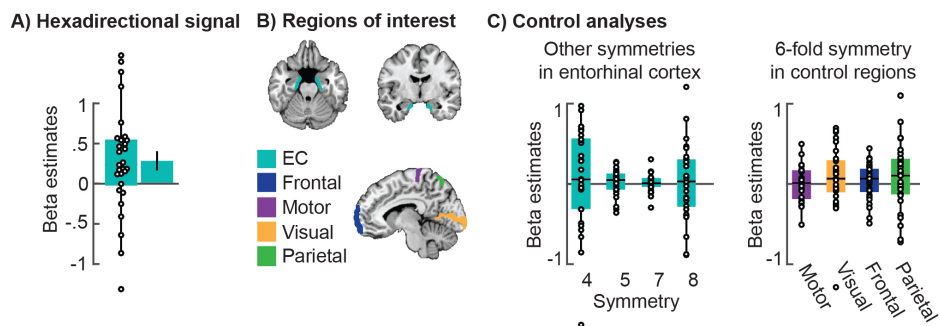 A) Hexadirectional signal
Beta estimates
1
.5
0
-.5
-1
B) Regions of interest
EC
Frontal
Motor
Visual
Parietal
C) Control analyses
Other symmetries
in entorhinal cortex
Beta estimates
1
-1
4 5 7 8
Symmetry
6-fold symmetry
in control regions
Beta estimates
1
-1
Motor
Visual
Frontal
Parietal